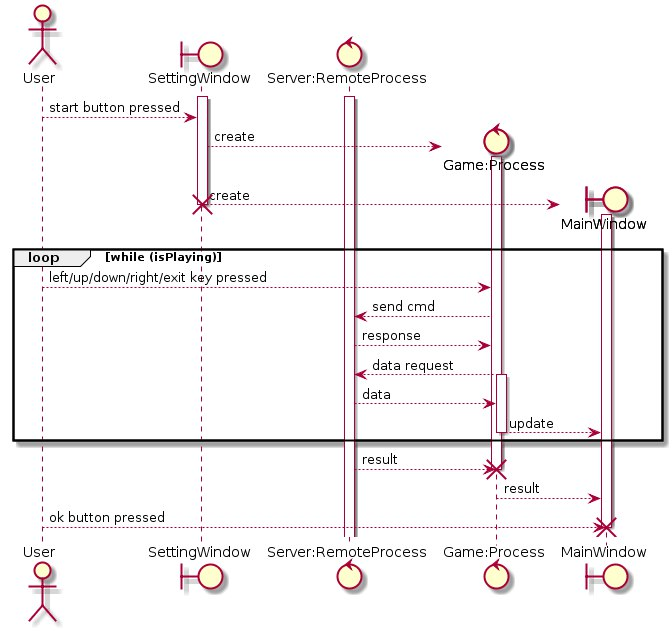 User
SettingWindow
Server:RemoteProcess
start button pressed
create
Game:Process
create
MainWindow
loop
[while (isPlaying)]
left/up/down/right/exit key pressed
send cmd
response
data request
data
update
result
result
ok button pressed
User
SettingWindow
Server:RemoteProcess
Game:Process
MainWindow